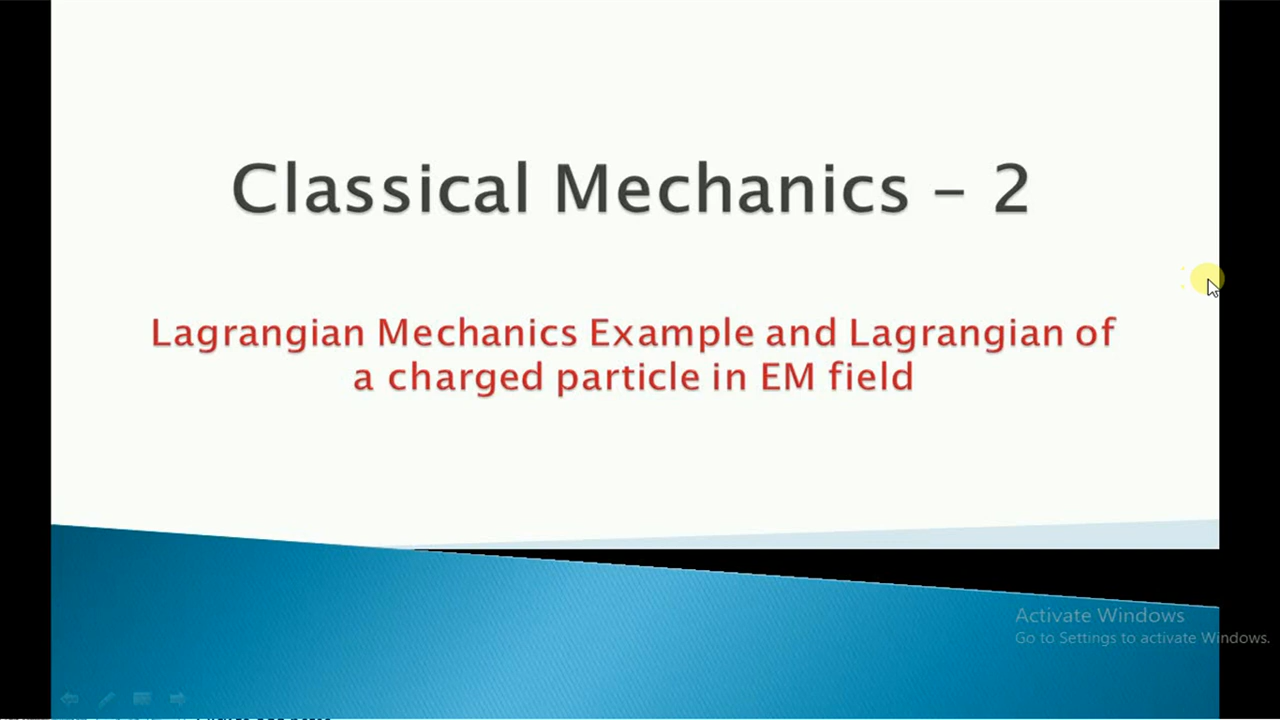 Classical Mechanics – 2
Lagrangian Mechanics Example and Lagrangian of
a charged particle in EM field
Activate Windows
Go to Settings to activate Windows.